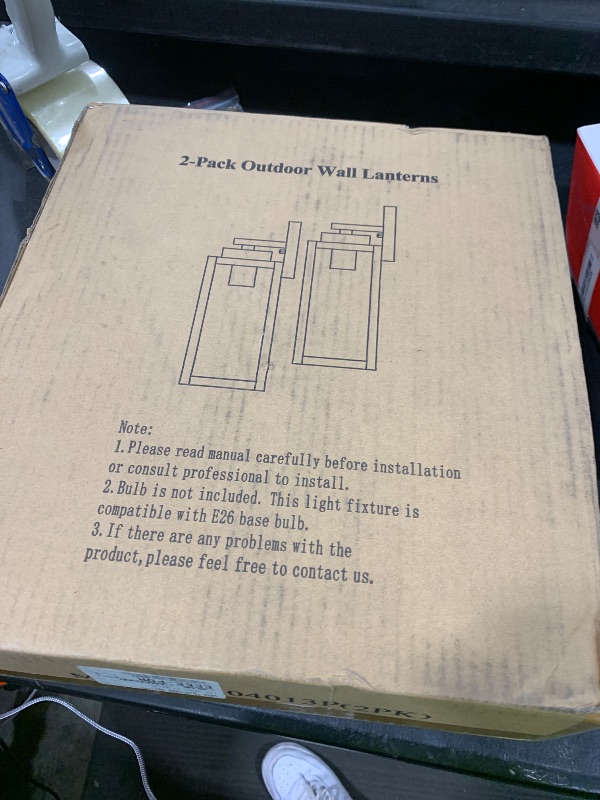 2-Pack Outdoor Wall Lanterns
Note:
1. Please read manual carefully before installation
or consult professional to install.
2. Bulb is not included. This light fixture is
compatible with E26 base bulb.
3. If there are any problems with the
product, please feel free to contact us.
04013P(2PK)